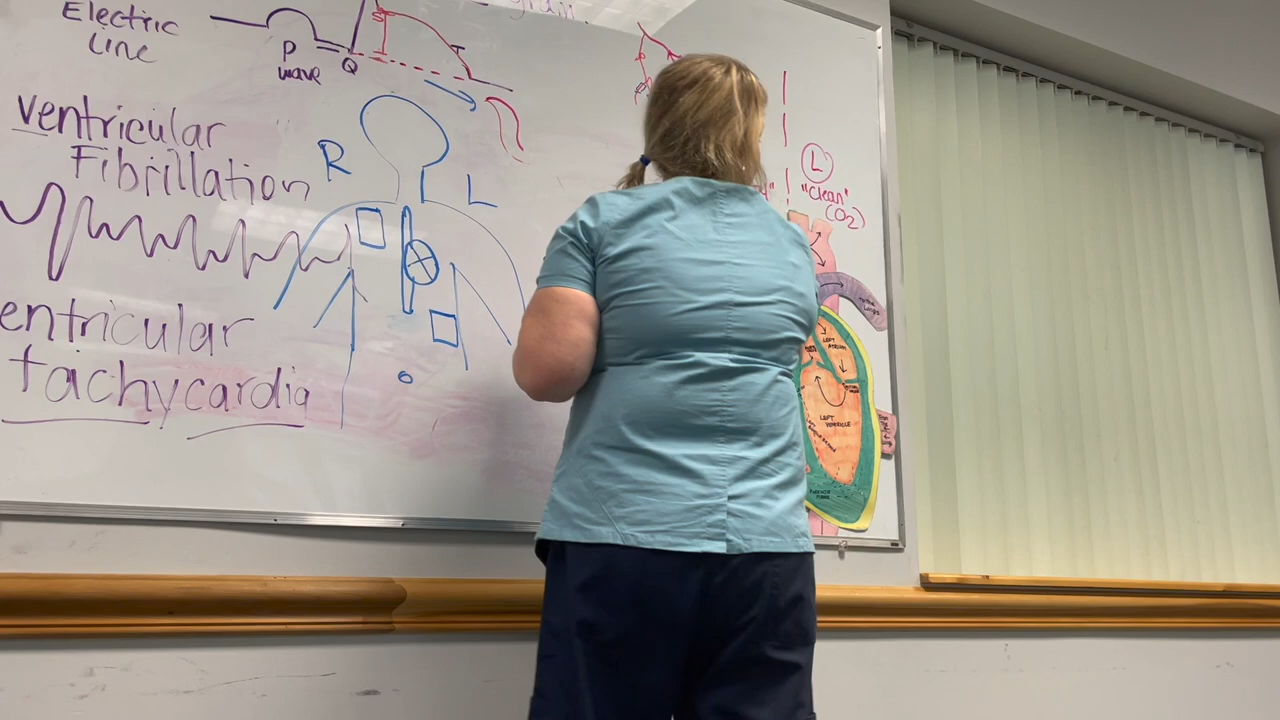 Electric
Line
P
wave
Q
S
T
Ventricular
Fibrillation
R
L
entricular
tachycardia
L
"Clean"
(O₂)
LEFT
ATRIUM
LEFT
VENTRICLE